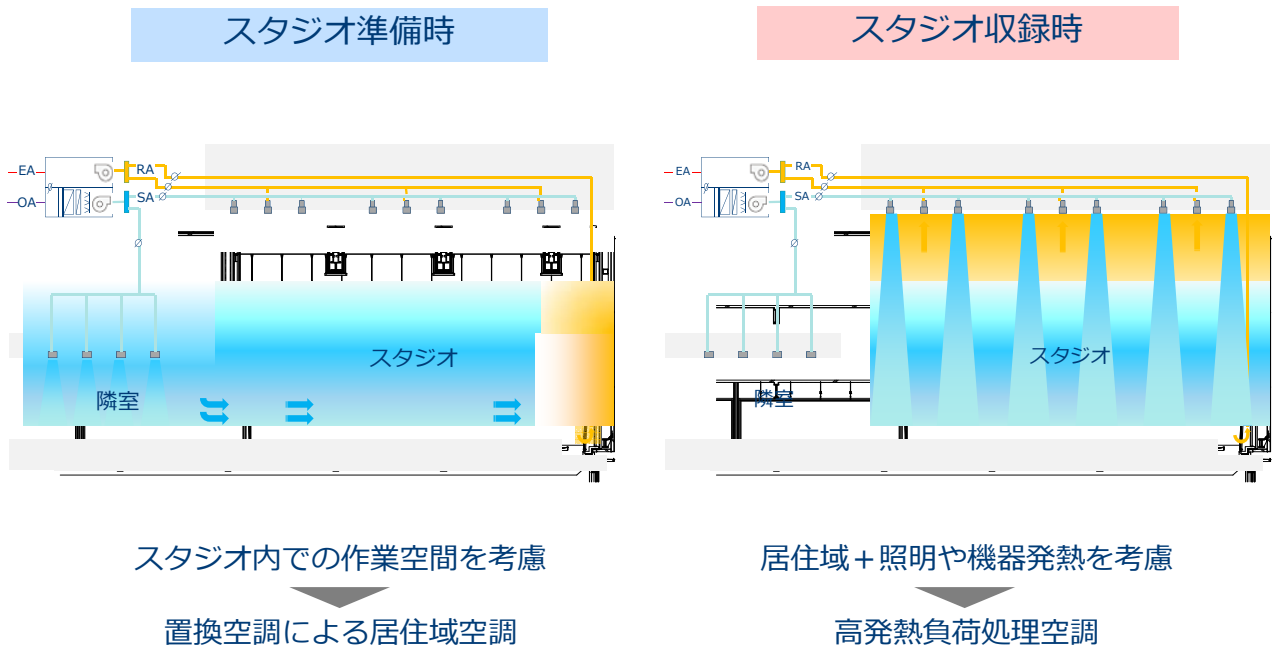 スタジオ準備時
スタジオ収録時
EA
RA
OA
SA
スタジオ
隣室
EA
RA
OA
SA
スタジオ
隣室
スタジオ内での作業空間を考慮
置換空調による居住域空調
居住域＋照明や機器発熱を考慮
高発熱負荷処理空調